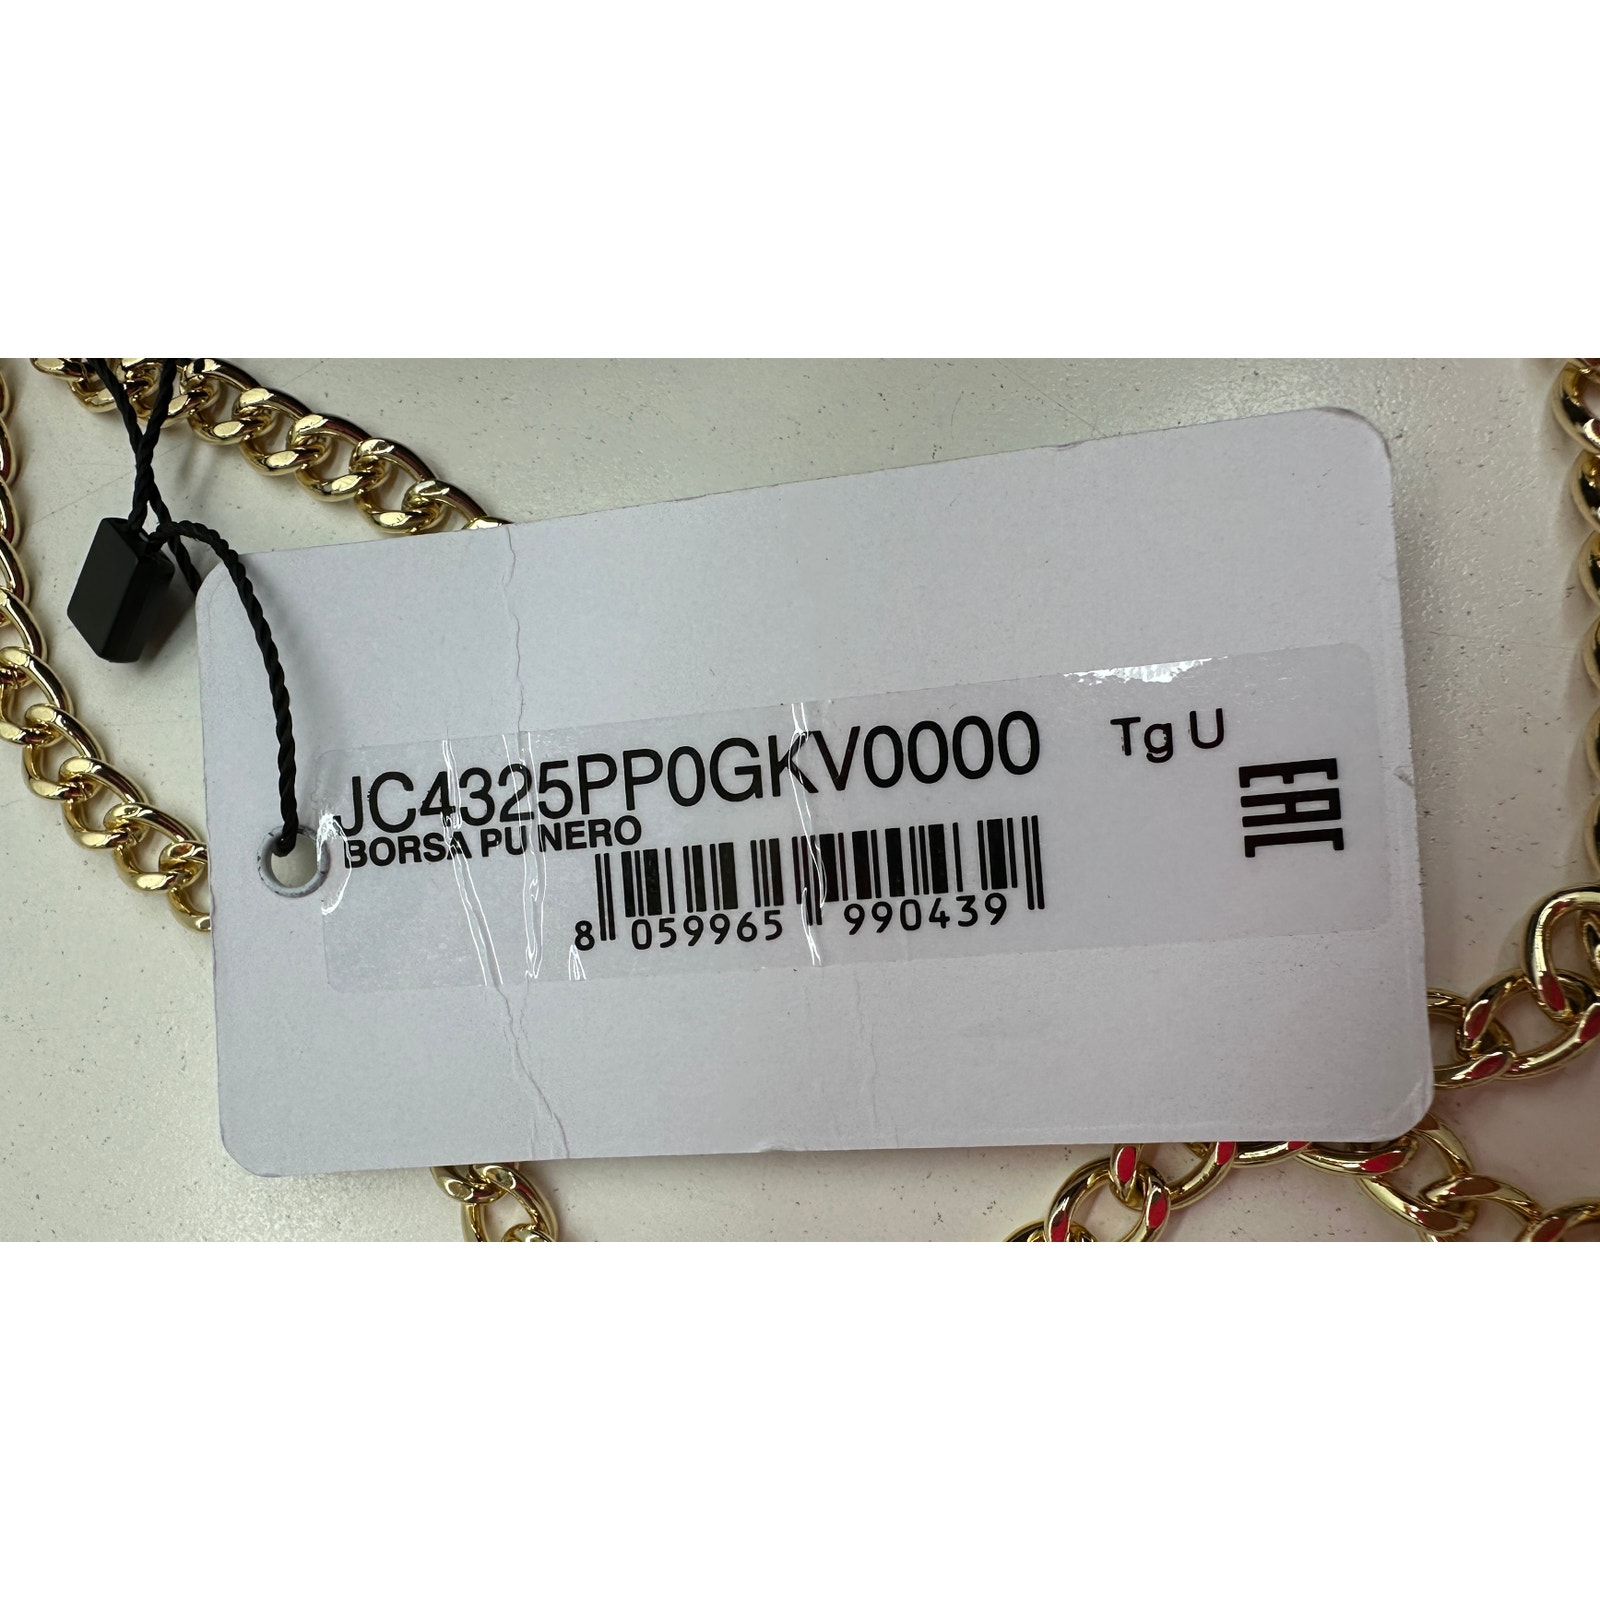 JC4325PP0GKV0000 Tg U
BORSA PU NERO
EAC
8 059965 990439